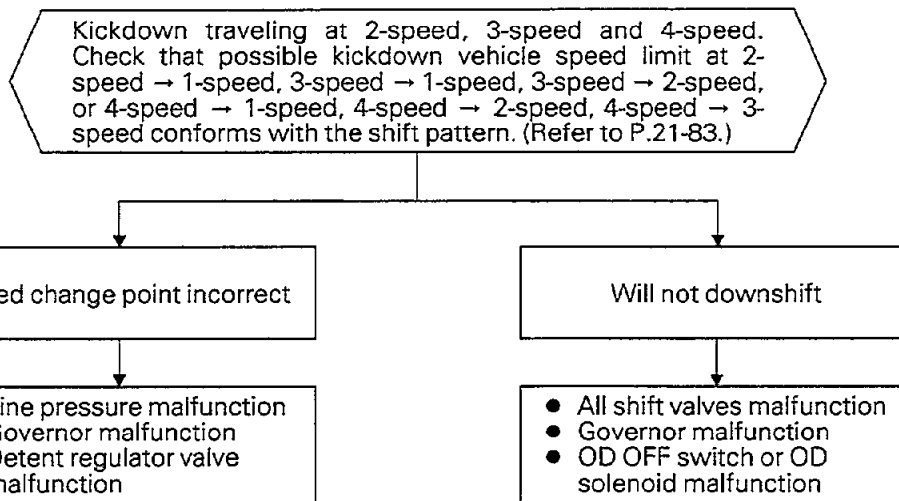 Kickdown traveling at 2-speed, 3-speed and 4-speed.
Check that possible kickdown vehicle speed limit at 2-
speed → 1-speed, 3-speed → 1-speed, 3-speed → 2-speed,
or 4-speed → 1-speed, 4-speed → 2-speed, 4-speed → 3-
speed conforms with the shift pattern. (Refer to P.21-83.)
ed change point incorrect
Will not downshift
ine pressure malfunction
Governor malfunction
Detent regulator valve
malfunction
● All shift valves malfunction
● Governor malfunction
● OD OFF switch or OD
solenoid malfunction